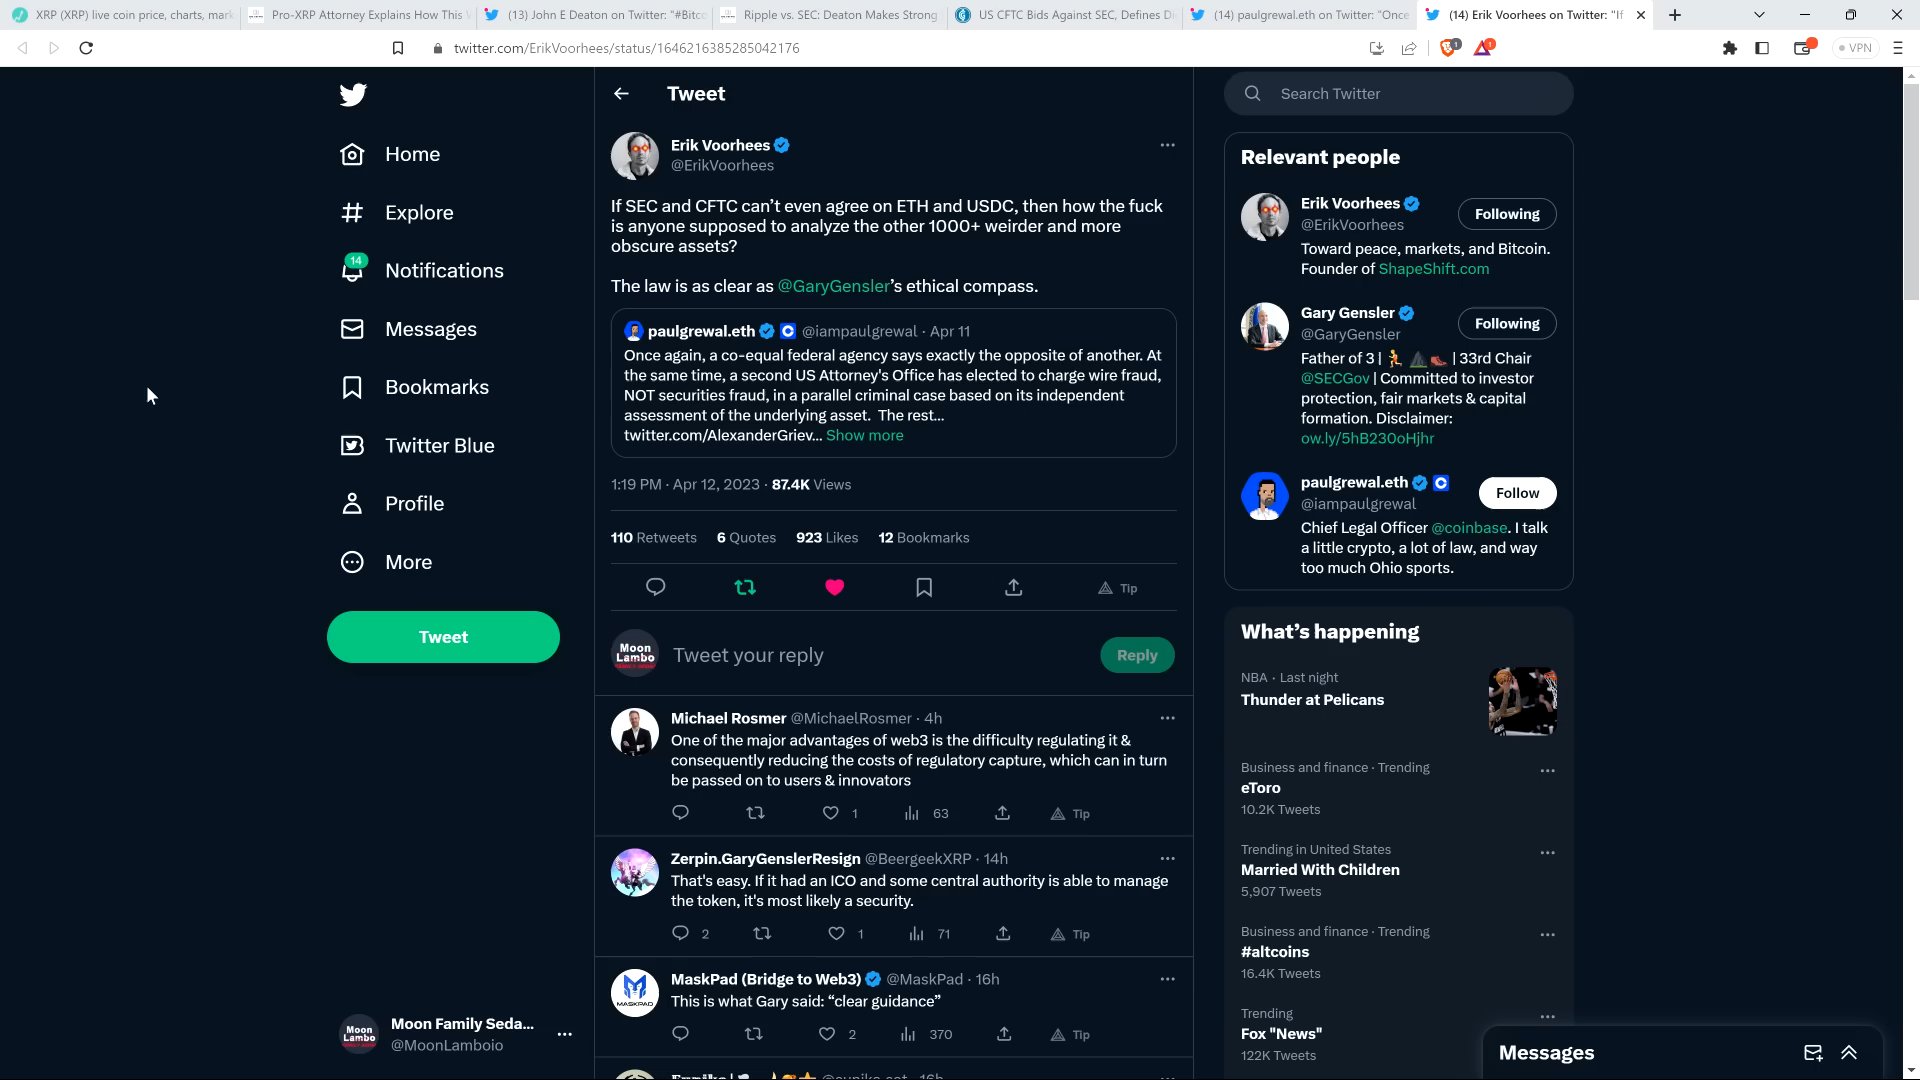 XRP (XRP) live coin price, charts, mark
Pro-XRP Attorney Explains How This
(13) John E Deaton on Twitter: "#Bitc
Ripple vs. SEC: Deaton Makes Strong
US CFTC Bids Against SEC, Defines Di
(14) paulgrewal.eth on Twitter: "Once
(14) Erik Voorhees on Twitter: "If
twitter.com/ErikVoorhees/status/1646216385285042176
VPN
Home
Explore
14
Notifications
Messages
Bookmarks
Twitter Blue
Profile
More
Tweet
Moon Lambo
Moon Family Seda...
@MoonLamboio
Tweet
Erik Voorhees
@ErikVoorhees
If SEC and CFTC can’t even agree on ETH and USDC, then how the fuck
is anyone supposed to analyze the other 1000+ weirder and more
obscure assets?
The law is as clear as @GaryGensler’s ethical compass.
paulgrewal.eth @iampaulgrewal · Apr 11
Once again, a co-equal federal agency says exactly the opposite of another. At
the same time, a second US Attorney's Office has elected to charge wire fraud,
NOT securities fraud, in a parallel criminal case based on its independent
assessment of the underlying asset. The rest...
twitter.com/AlexanderGriev... Show more
1:19 PM · Apr 12, 2023 · 87.4K Views
110 Retweets 6 Quotes 923 Likes 12 Bookmarks
Tip
Moon
Lambo
Tweet your reply
Reply
Michael Rosmer @MichaelRosmer · 4h
One of the major advantages of web3 is the difficulty regulating it &
consequently reducing the costs of regulatory capture, which can in turn
be passed on to users & innovators
1 63 Tip
Zerpin.GaryGenslerResign @BeergeekXRP · 14h
That's easy. If it had an ICO and some central authority is able to manage
the token, it's most likely a security.
2 1 71 Tip
MASKPAD
MaskPad (Bridge to Web3) @MaskPad · 16h
This is what Gary said: “clear guidance”
2 370 Tip
Search Twitter
Relevant people
Erik Voorhees
@ErikVoorhees
Following
Toward peace, markets, and Bitcoin.
Founder of ShapeShift.com
Gary Gensler
@GaryGensler
Following
Father of 3 | 🏃 ⛰️🥾 | 33rd Chair
@SECGov | Committed to investor
protection, fair markets & capital
formation. Disclaimer:
ow.ly/5hB230oHjhr
paulgrewal.eth
@iampaulgrewal
Follow
Chief Legal Officer @coinbase. I talk
a little crypto, a lot of law, and way
too much Ohio sports.
What’s happening
NBA · Last night
Thunder at Pelicans
Business and finance · Trending
eToro
10.2K Tweets
Trending in United States
Married With Children
5,907 Tweets
Business and finance · Trending
#altcoins
16.4K Tweets
Trending
Fox "News"
122K Tweets
Messages